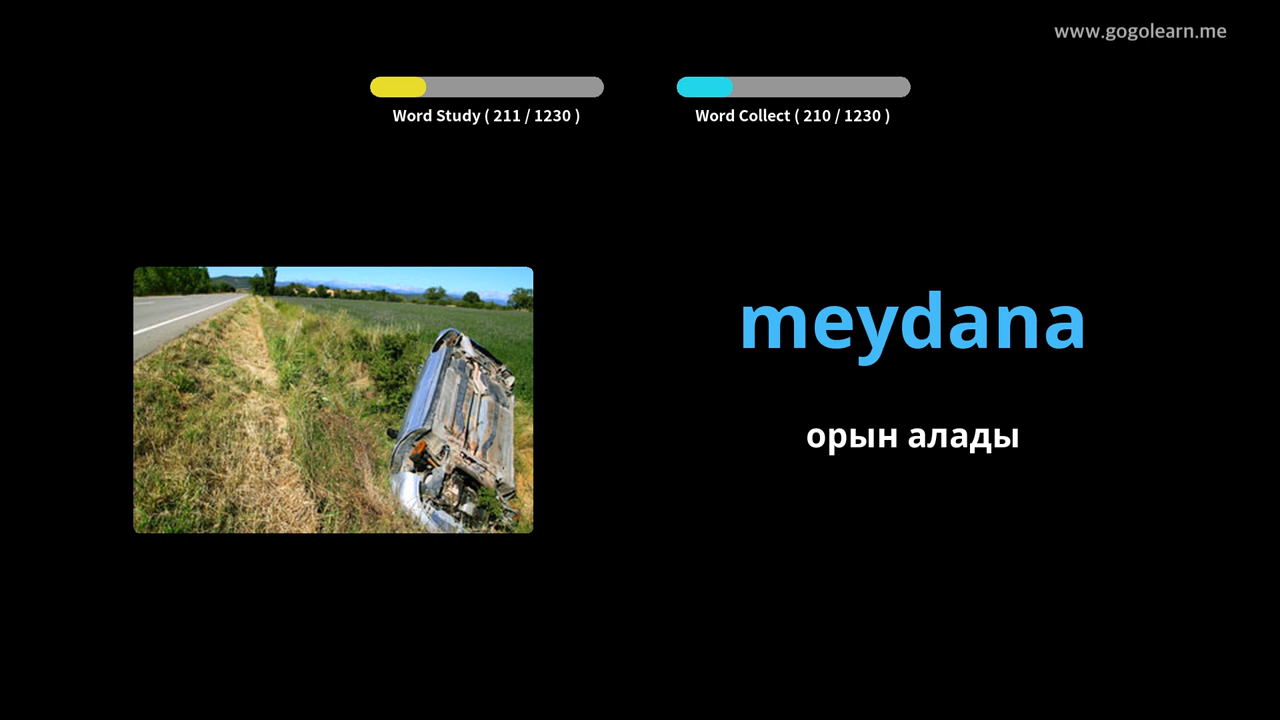 www.gogolearn.me
Word Study ( 211 / 1230 )
Word Collect ( 210 / 1230 )
meydana
орын алады